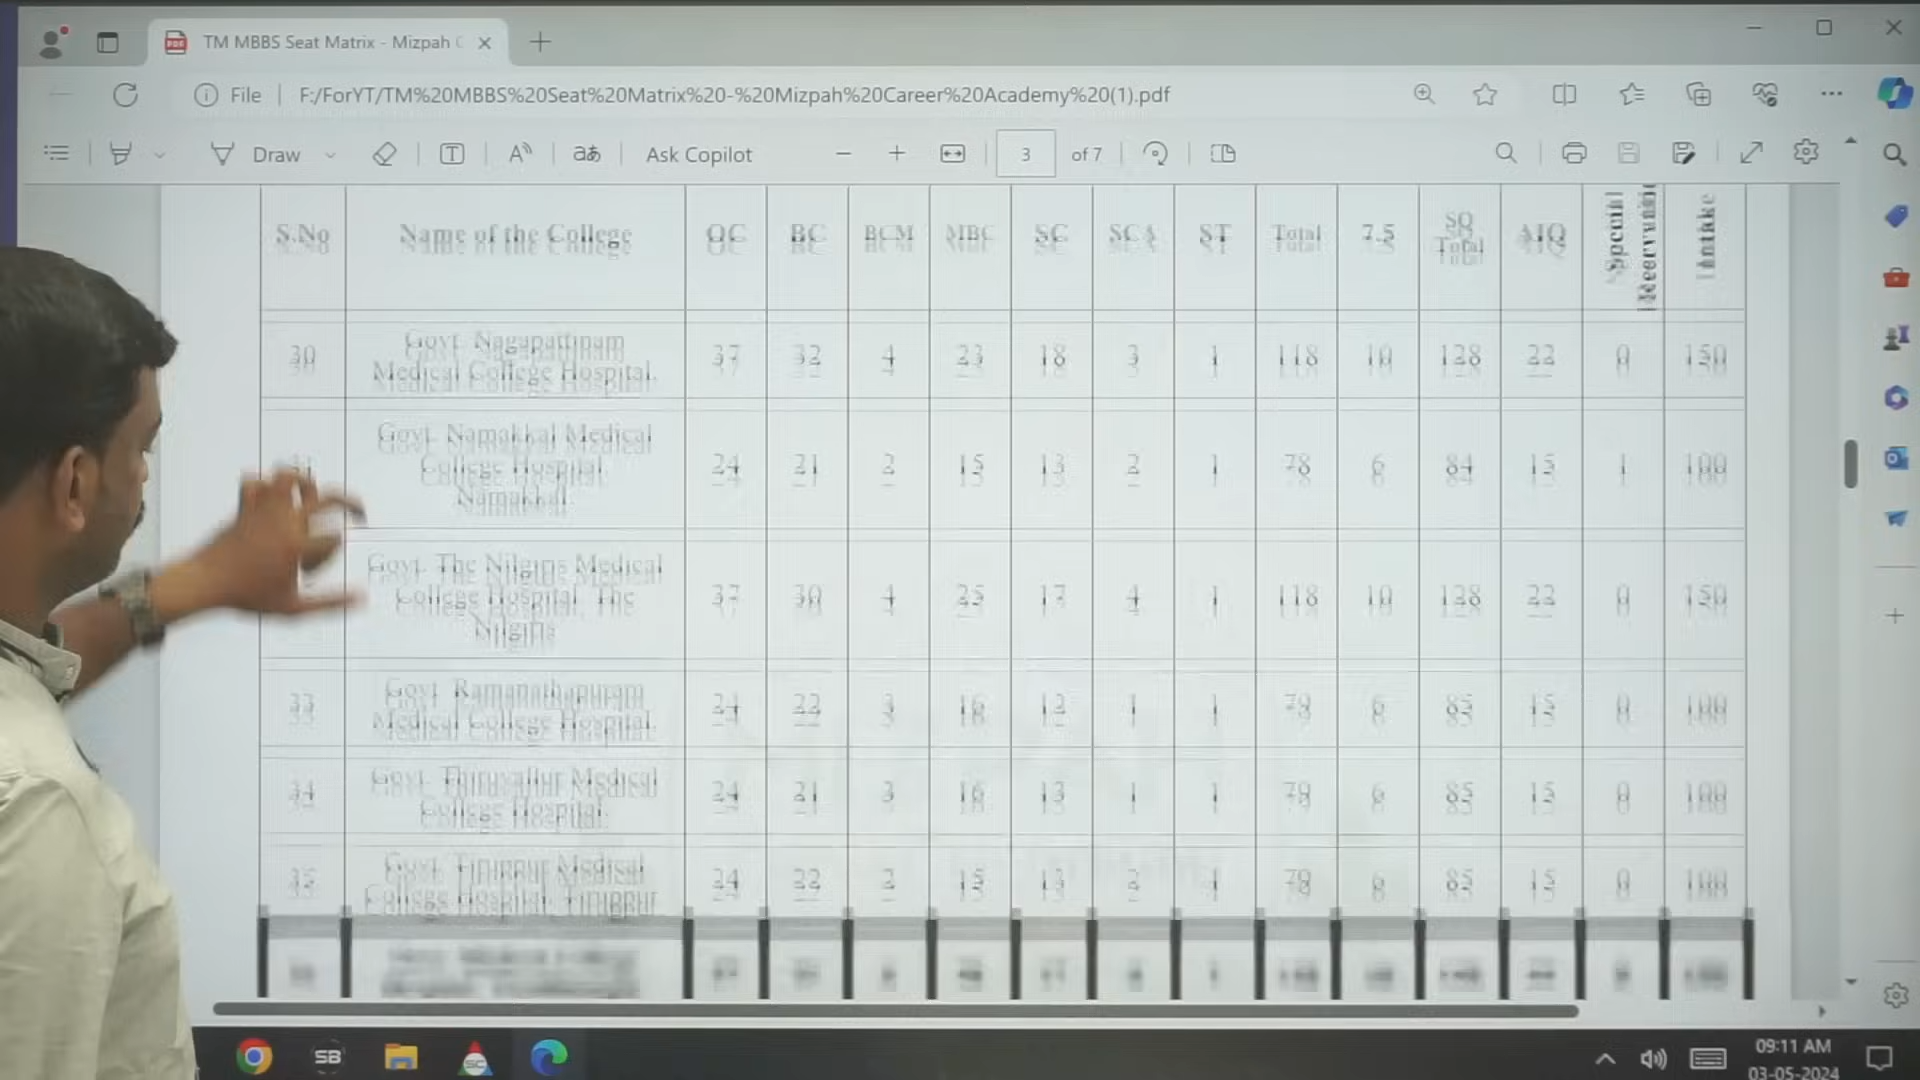 TM MBBS Seat Matrix - Mizpah C
File F:/ForYT/TM%20MBBS%20Seat%20Matrix%20-%20Mizpah%20Career%20Academy%20(1).pdf
Draw Ask Copilot 3 of 7
S.No Name of the College OC BC BCM MBC SC SCA ST Total 7.5 SQ Total AIQ Special Intake
30 Govt. Nagapattinam Medical College Hospital. 37 32 4 23 18 3 1 118 10 128 22 0 150
Govt. Namakkal Medical College Hospital, Namakkal. 24 21 2 15 13 2 1 78 6 84 15 1 100
Govt. The Nilgiris Medical College Hospital, The Nilgiris 37 30 4 25 17 4 1 118 10 128 22 0 150
33 Govt. Ramanathapuram Medical College Hospital. 24 22 3 16 12 1 1 79 6 85 15 0 100
34 Govt. Thiruvallur Medical College Hospital. 24 21 3 16 13 1 1 79 6 85 15 0 100
35 Govt. Tiruppur Medical College Hospital, Tiruppur 24 22 2 15 13 2 1 79 6 85 15 0 100
SB
SC
09:11 AM
03-05-2024